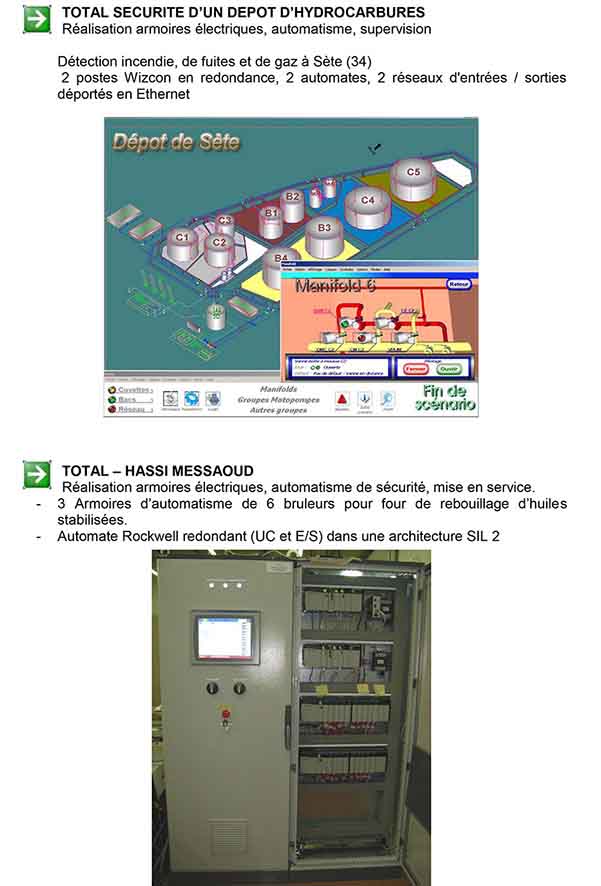 TOTAL SECURITE D'UN DEPOT D'HYDROCARBURES
Réalisation armoires électriques, automatisme, supervision
Détection incendie, de fuites et de gaz à Sète (34)
2 postes Wizcon en redondance, 2 automates, 2 réseaux d'entrées / sorties
déportés en Ethernet
Dépot de Sète
C5
C4
B2
B1
B3
C3
C1
C2
B4
Manifold 6
Retour
Fermer
Ouvrir
Cuvettes
Bacs
Réseau
Manifolds
Groupes Motopompes
Autres groupes
Fin de
scénario
TOTAL – HASSI MESSAOUD
Réalisation armoires électriques, automatisme de sécurité, mise en service.
- 3 Armoires d'automatisme de 6 bruleurs pour four de rebouillage d'huiles
stabilisées.
- Automate Rockwell redondant (UC et E/S) dans une architecture SIL 2